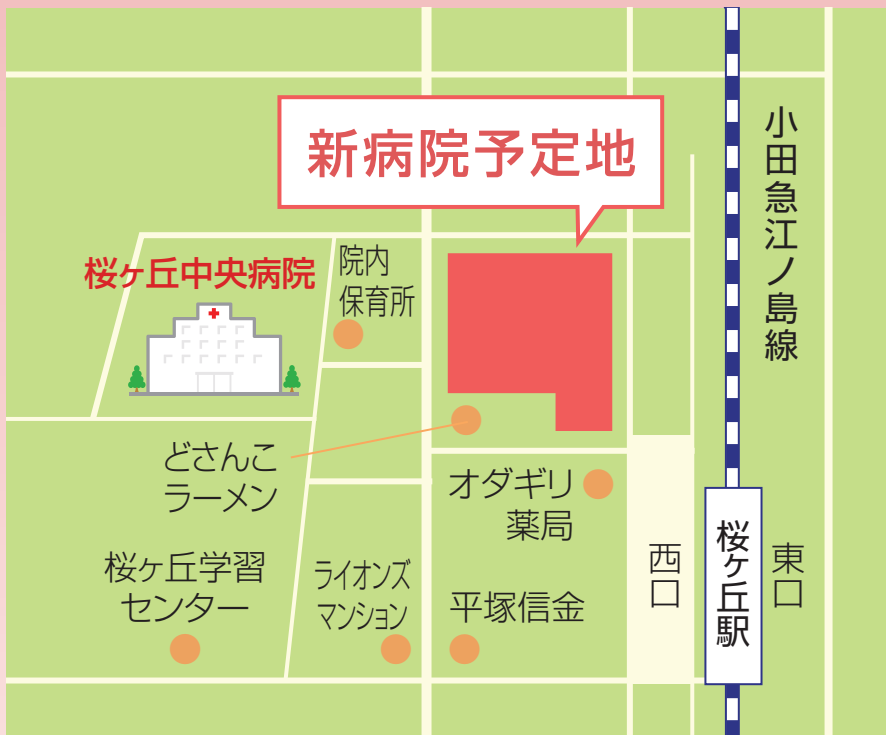 新病院予定地
小田急江ノ島線
桜ヶ丘中央病院
院内
保育所
どさんこ
ラーメン
オダギリ
薬局
桜ヶ丘学習
センター
ライオンズ
マンション
平塚信金
西口
桜ヶ丘駅
東口